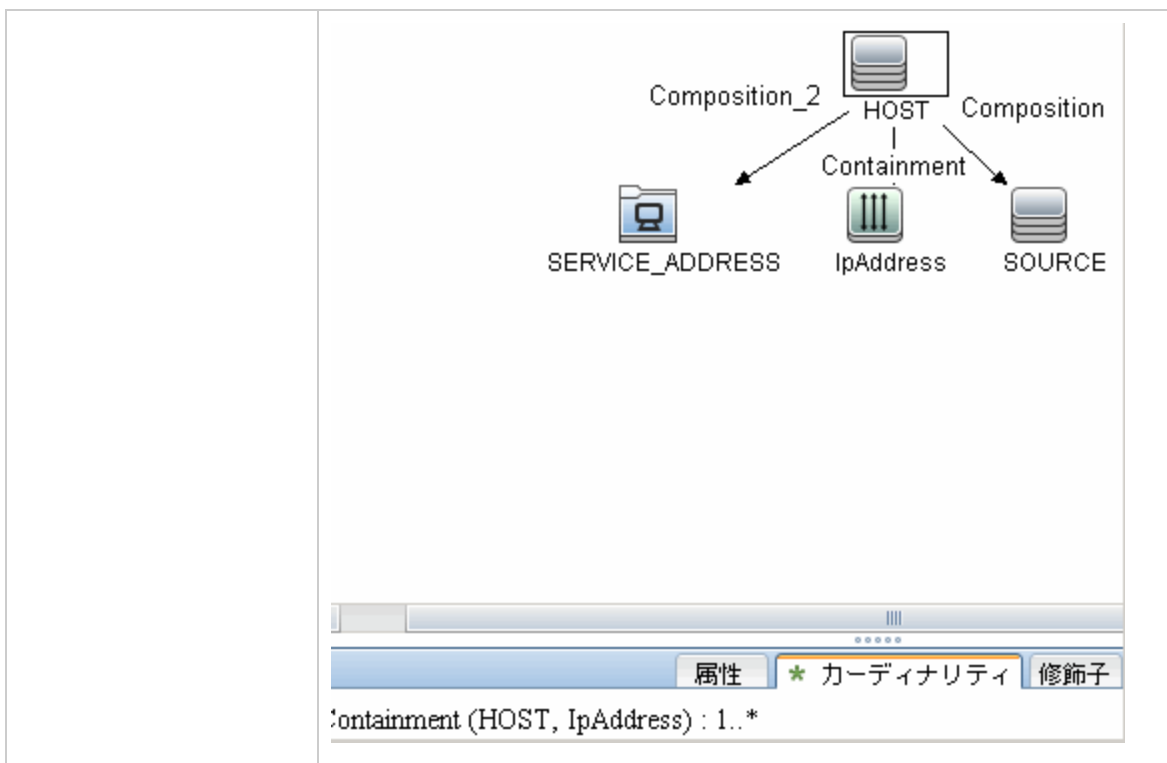 Composition_2
HOST
Composition
Containment
SERVICE_ADDRESS
IpAddress
SOURCE
属性
* カーディナリティ
修飾子
Containment (HOST, IpAddress) : 1..*